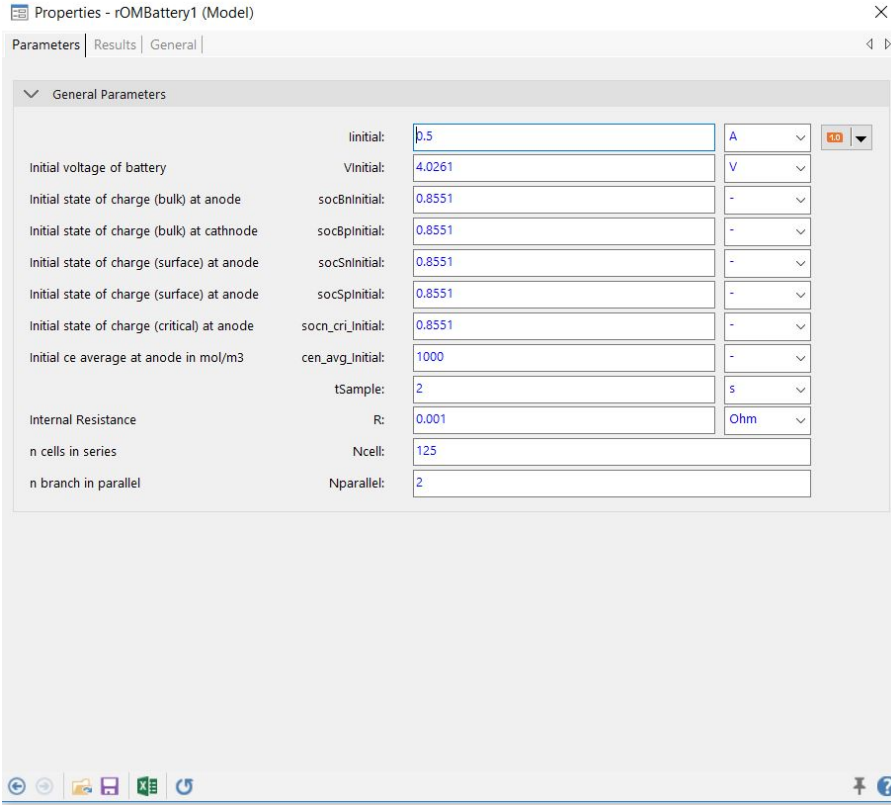 Properties - rOMBattery1 (Model)
Parameters Results General
General Parameters
Iinitial: 0.5 A 1.0
Initial voltage of battery VInitial: 4.0261 V
Initial state of charge (bulk) at anode socBnInitial: 0.8551 -
Initial state of charge (bulk) at cathnode socBpInitial: 0.8551 -
Initial state of charge (surface) at anode socSnInitial: 0.8551 -
Initial state of charge (surface) at anode socSpInitial: 0.8551 -
Initial state of charge (critical) at anode socn_cri_Initial: 0.8551 -
Initial ce average at anode in mol/m3 cen_avg_Initial: 1000 -
tSample: 2 s
Internal Resistance R: 0.001 Ohm
n cells in series Ncell: 125
n branch in parallel Nparallel: 2